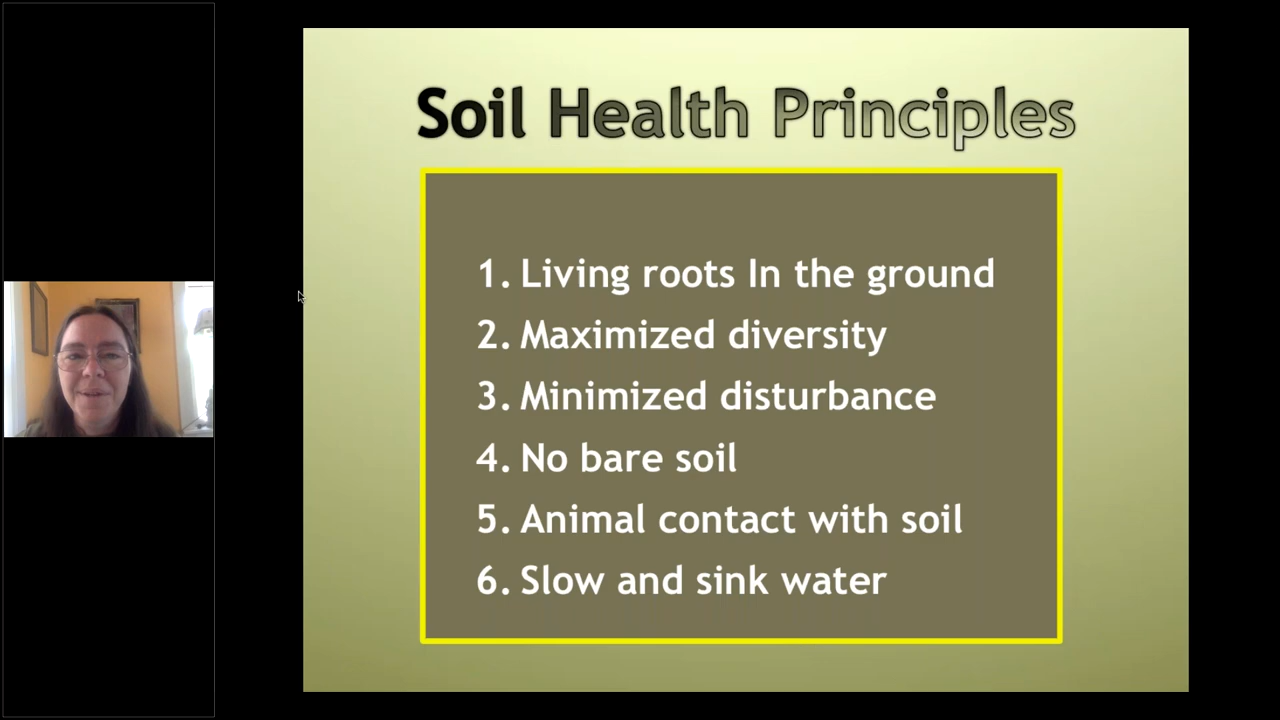 Soil Health Principles
1. Living roots In the ground
2. Maximized diversity
3. Minimized disturbance
4. No bare soil
5. Animal contact with soil
6. Slow and sink water